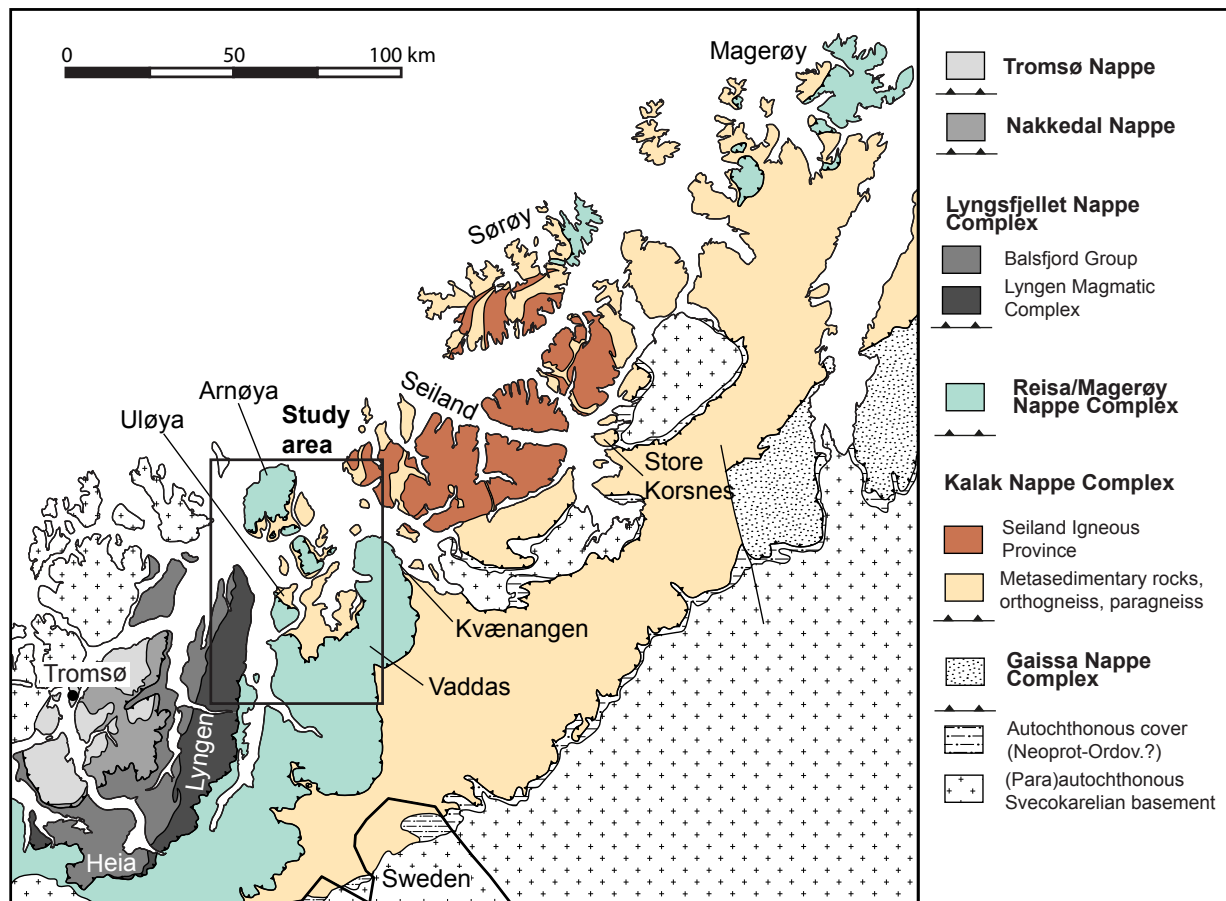 0
50
100 km
Magerøy
Sørøy
Seiland
Arnøya
Study
area
Uløya
Store
Korsnes
Kvænangen
Vaddas
Tromsø
Lyngen
Heia
Sweden
Tromsø Nappe
Nakkedal Nappe
Lyngsfjellet Nappe
Complex
Balsfjord Group
Lyngen Magmatic
Complex
Reisa/Magerøy
Nappe Complex
Kalak Nappe Complex
Seiland Igneous
Province
Metasedimentary rocks,
orthogneiss, paragneiss
Gaissa Nappe
Complex
Autochthonous cover
(Neoprot-Ordov.?)
(Para)autochthonous
Svecokarelian basement